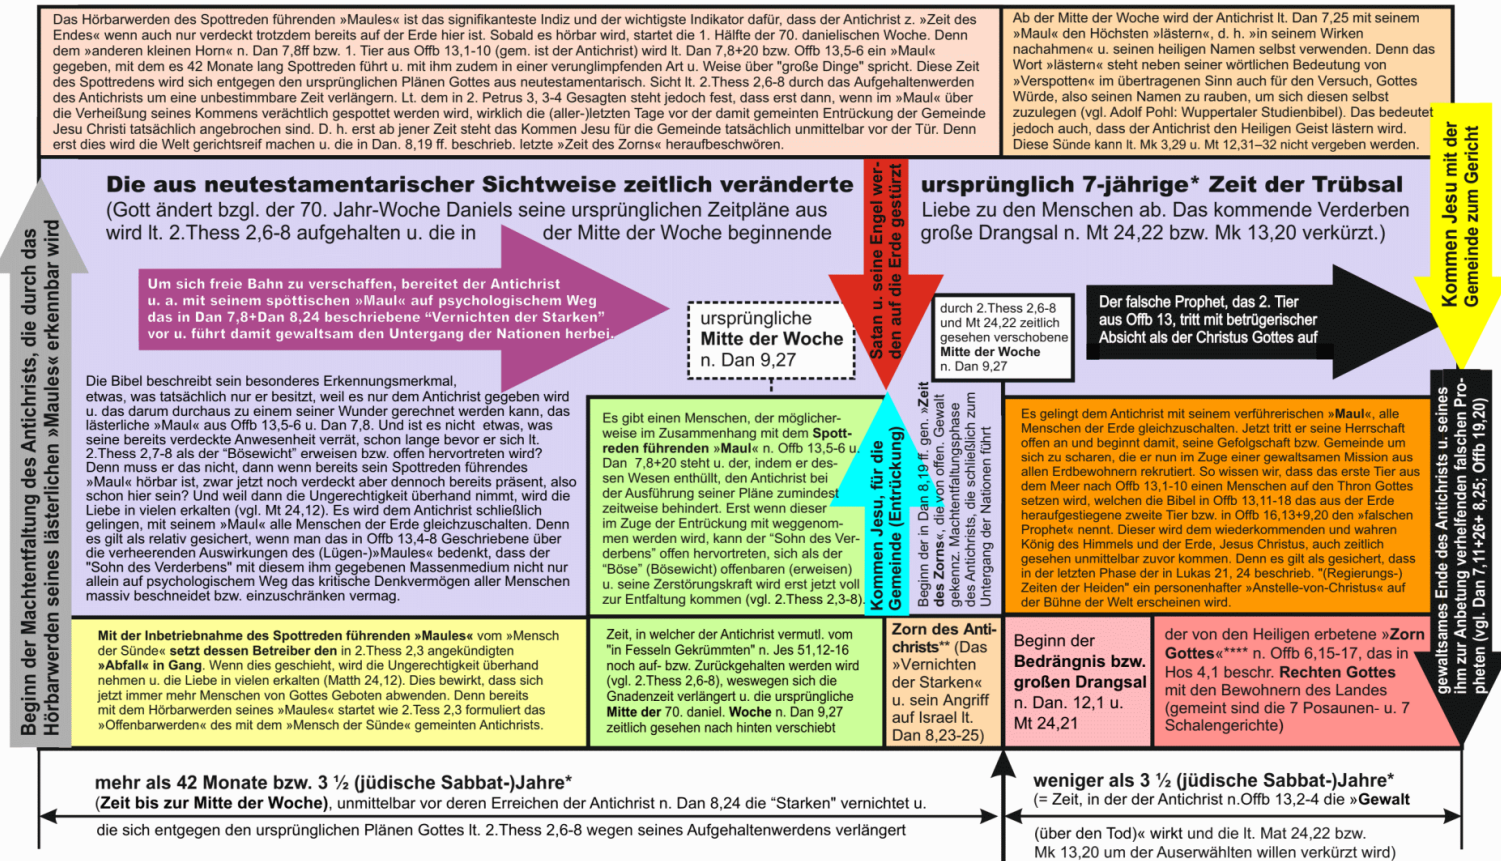 Das Hörbarwerden des Spottreden führenden »Maules« ist das signifikanteste Indiz und der wichtigste Indikator dafür, dass der Antichrist z. »Zeit des
Endes« wenn auch nur verdeckt trotzdem bereits auf der Erde hier ist. Sobald es hörbar wird, startet die 1. Hälfte der 70. danielischen Woche. Denn
dem »anderen kleinen Horn« n. Dan 7,8ff bzw. 1. Tier aus Offb 13,1-10 (gem. ist der Antichrist) wird lt. Dan 7,8+20 bzw. Offb 13,5-6 ein »Maul«
gegeben, mit dem es 42 Monate lang Spottreden führt u. mit ihm zudem in einer verunglimpfenden Art u. Weise über "große Dinge" spricht. Diese Zeit
des Spottredens wird sich entgegen den ursprünglichen Plänen Gottes aus neutestamentarisch. Sicht lt. 2.Thess 2,6-8 durch das Aufgehaltenwerden
des Antichrists um eine unbestimmbare Zeit verlängern. Lt. dem in 2. Petrus 3, 3-4 Gesagten steht jedoch fest, dass erst dann, wenn im »Maul« über
die Verheißung seines Kommens verächtlich gespottet werden wird, wirklich die (aller-)letzten Tage vor der damit gemeinten Entrückung der Gemeinde
Jesu Christi tatsächlich angebrochen sind. D. h. erst ab jener Zeit steht das Kommen Jesu für die Gemeinde tatsächlich unmittelbar vor der Tür. Denn
erst dies wird die Welt gerichtsreif machen u. die in Dan. 8,19 ff. beschrieb. letzte »Zeit des Zorns« heraufbeschwören.
Ab der Mitte der Woche wird der Antichrist lt. Dan 7,25 mit seinem
»Maul« den Höchsten »lästern«, d. h. »in seinem Wirken
nachahmen« u. seinen heiligen Namen selbst verwenden. Denn das
Wort »lästern« steht neben seiner wörtlichen Bedeutung von
»Verspotten« im übertragenen Sinn auch für den Versuch, Gottes
Würde, also seinen Namen zu rauben, um sich diesen selbst
zuzulegen (vgl. Adolf Pohl: Wuppertaler Studienbibel). Das bedeutet
jedoch auch, dass der Antichrist den Heiligen Geist lästern wird.
Diese Sünde kann lt. Mk 3,29 u. Mt 12,31–32 nicht vergeben werden.
Kommen Jesu mit der
Gemeinde zum Gericht
Beginn der Machtentfaltung des Antichrists, die durch das
Hörbarwerden seines lästerlichen »Maules« erkennbar wird
Die aus neutestamentarischer Sichtweise zeitlich veränderte
ursprünglich 7-jährige* Zeit der Trübsal
(Gott ändert bzgl. der 70. Jahr-Woche Daniels seine ursprünglichen Zeitpläne aus
Liebe zu den Menschen ab. Das kommende Verderben
wird lt. 2.Thess 2,6-8 aufgehalten u. die in der Mitte der Woche beginnende
große Drangsal n. Mt 24,22 bzw. Mk 13,20 verkürzt.)
Um sich freie Bahn zu verschaffen, bereitet der Antichrist
u. a. mit seinem spöttischen »Maul« auf psychologischem Weg
das in Dan 7,8+Dan 8,24 beschriebene “Vernichten der Starken”
vor u. führt damit gewaltsam den Untergang der Nationen herbei.
ursprüngliche
Mitte der Woche
n. Dan 9,27
Satan u. seine Engel wer-
den auf die Erde gestürzt
durch 2.Thess 2,6-8
und Mt 24,22 zeitlich
gesehen verschobene
Mitte der Woche
n. Dan 9,27
Der falsche Prophet, das 2. Tier
aus Offb 13, tritt mit betrügerischer
Absicht als der Christus Gottes auf
Die Bibel beschreibt sein besonderes Erkennungsmerkmal,
etwas, was tatsächlich nur er besitzt, weil es nur dem Antichrist gegeben wird
u. das darum durchaus zu einem seiner Wunder gerechnet werden kann, das
lästerliche »Maul« aus Offb 13,5-6 u. Dan 7,8. Und ist es nicht etwas, was
seine bereits verdeckte Anwesenheit verrät, schon lange bevor er sich lt.
2.Thess 2,7-8 als der “Bösewicht” erweisen bzw. offen hervortreten wird?
Denn muss er das nicht, dann wenn bereits sein Spottreden führendes
»Maul« hörbar ist, zwar jetzt noch verdeckt aber dennoch bereits präsent, also
schon hier sein? Und weil dann die Ungerechtigkeit überhand nimmt, wird die
Liebe in vielen erkalten (vgl. Mt 24,12). Es wird dem Antichrist schließlich
gelingen, mit seinem »Maul« alle Menschen der Erde gleichzuschalten. Denn
es gilt als relativ gesichert, wenn man das in Offb 13,4-8 Geschriebene über
die verheerenden Auswirkungen des (Lügen-)»Maules« bedenkt, dass der
"Sohn des Verderbens" mit diesem ihm gegebenen Massenmedium nicht nur
allein auf psychologischem Weg das kritische Denkvermögen aller Menschen
massiv beschneidet bzw. einzuschränken vermag.
Es gibt einen Menschen, der möglicher-
weise im Zusammenhang mit dem Spott-
reden führenden »Maul« n. Offb 13,5-6 u.
Dan 7,8+20 steht u. der, indem er des-
sen Wesen enthüllt, den Antichrist bei
der Ausführung seiner Pläne zumindest
zeitweise behindert. Erst wenn dieser
im Zuge der Entrückung mit weggenom-
men werden wird, kann der “Sohn des Ver-
derbens” offen hervortreten, sich als der
“Böse” (Bösewicht) offenbaren (erweisen)
u. seine Zerstörungskraft wird erst jetzt voll
zur Entfaltung kommen (vgl. 2.Thess 2,3-8).
Kommen Jesu, für die
Gemeinde (Entrückung)
Beginn der in Dan 8,19 ff. gen. »Zeit
des Zorns«, die von offen. Gewalt
gekennz. Machtentfaltungsphase
des Antichrists, die schließlich zum
Untergang der Nationen führt
Es gelingt dem Antichrist mit seinem verführerischen »Maul«, alle
Menschen der Erde gleichzuschalten. Jetzt tritt er seine Herrschaft
offen an und beginnt damit, seine Gefolgschaft bzw. Gemeinde um
sich zu scharen, die er nun im Zuge einer gewaltsamen Mission aus
allen Erdbewohnern rekrutiert. So wissen wir, dass das erste Tier aus
dem Meer nach Offb 13,1-10 einen Menschen auf den Thron Gottes
setzen wird, welchen die Bibel in Offb 13,11-18 das aus der Erde
heraufgestiegene zweite Tier bzw. in Offb 16,13+9,20 den »falschen
Prophet« nennt. Dieser wird dem wiederkommenden und wahren
König des Himmels und der Erde, Jesus Christus, auch zeitlich
gesehen unmittelbar zuvor kommen. Denn es gilt als gesichert, dass
in der letzten Phase der in Lukas 21, 24 beschrieb. "(Regierungs-)
Zeiten der Heiden" ein personenhafter »Anstelle-von-Christus« auf
der Bühne der Welt erscheinen wird.
gewaltsames Ende des Antichrists u. seines
ihm zur Anbetung verhelfenden falschen Pro-
pheten (vgl. Dan 7,11+26+ 8,25; Offb 19,20)
Mit der Inbetriebnahme des Spottreden führenden »Maules« vom »Mensch
der Sünde« setzt dessen Betreiber den in 2.Thess 2,3 angekündigten
»Abfall« in Gang. Wenn dies geschieht, wird die Ungerechtigkeit überhand
nehmen u. die Liebe in vielen erkalten (Matth 24,12). Dies bewirkt, dass sich
jetzt immer mehr Menschen von Gottes Geboten abwenden. Denn bereits
mit dem Hörbarwerden seines »Maules« startet wie 2.Tess 2,3 formuliert das
»Offenbarwerden« des mit dem »Mensch der Sünde« gemeinten Antichrists.
Zeit, in welcher der Antichrist vermutl. vom
"in Fesseln Gekrümmten" n. Jes 51,12-16
noch auf- bzw. Zurückgehalten werden wird
(vgl. 2.Thess 2,6-8), weswegen sich die
Gnadenzeit verlängert u. die ursprüngliche
Mitte der 70. daniel. Woche n. Dan 9,27
zeitlich gesehen nach hinten verschiebt
Zorn des Anti-
christs** (Das
»Vernichten
der Starken«
u. sein Angriff
auf Israel lt.
Dan 8,23-25)
Beginn der
Bedrängnis bzw.
großen Drangsal
n. Dan. 12,1 u.
Mt 24,21
der von den Heiligen erbetene »Zorn
Gottes«**** n. Offb 6,15-17, das in
Hos 4,1 beschr. Rechten Gottes
mit den Bewohnern des Landes
(gemeint sind die 7 Posaunen- u. 7
Schalengerichte)
mehr als 42 Monate bzw. 3 ½ (jüdische Sabbat-)Jahre*
(Zeit bis zur Mitte der Woche), unmittelbar vor deren Erreichen der Antichrist n. Dan 8,24 die “Starken” vernichtet u.
die sich entgegen den ursprünglichen Plänen Gottes lt. 2.Thess 2,6-8 wegen seines Aufgehaltenwerdens verlängert
weniger als 3 ½ (jüdische Sabbat-)Jahre*
(= Zeit, in der der Antichrist n.Offb 13,2-4 die »Gewalt
(über den Tod)« wirkt und die lt. Mat 24,22 bzw.
Mk 13,20 um der Auserwählten willen verkürzt wird)